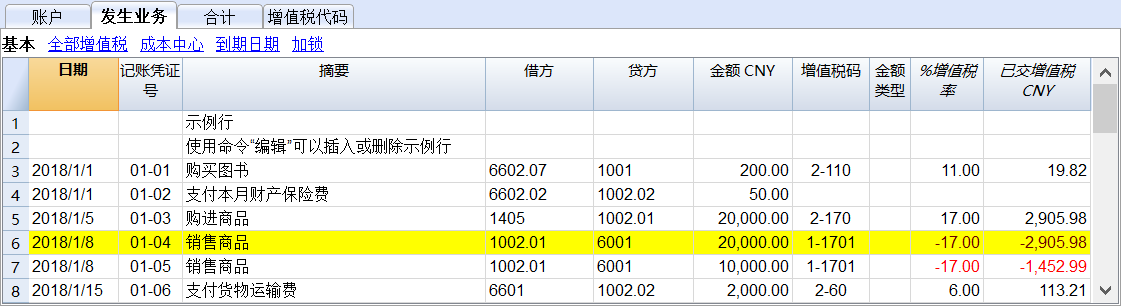 账户 发生业务 合计 增值税代码
基本 全部增值税 成本中心 到期日期 加锁
日期 记账凭证号 摘要 借方 贷方 金额 CNY 增值税码 金额类型 %增值税率 已交增值税 CNY
1 示例行
2 使用命令"编辑"可以插入或删除示例行
3 2018/1/1 01-01 购买图书 6602.07 1001 200.00 2-110 11.00 19.82
4 2018/1/1 01-02 支付本月财产保险费 6602.02 1002.02 50.00
5 2018/1/5 01-03 购进商品 1405 1002.01 20,000.00 2-170 17.00 2,905.98
6 2018/1/8 01-04 销售商品 1002.01 6001 20,000.00 1-1701 -17.00 -2,905.98
7 2018/1/8 01-05 销售商品 1002.01 6001 10,000.00 1-1701 -17.00 -1,452.99
8 2018/1/15 01-06 支付货物运输费 6601 1002.02 2,000.00 2-60 6.00 113.21